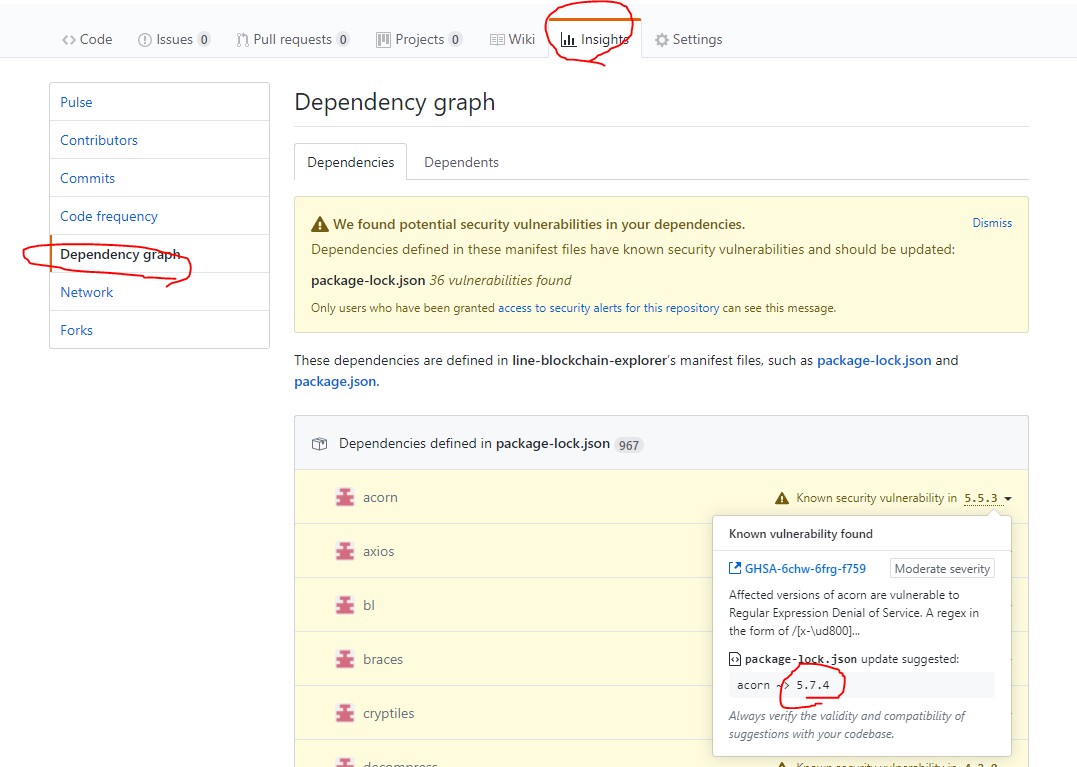 Code Issues 0 Pull requests 0 Projects 0 Wiki Insights Settings
Pulse
Contributors
Commits
Code frequency
Dependency graph
Network
Forks
Dependency graph
Dependencies Dependents
We found potential security vulnerabilities in your dependencies. Dismiss
Dependencies defined in these manifest files have known security vulnerabilities and should be updated:
package-lock.json 36 vulnerabilities found
Only users who have been granted access to security alerts for this repository can see this message.
These dependencies are defined in line-blockchain-explorer's manifest files, such as package-lock.json and
package.json.
Dependencies defined in package-lock.json 967
acorn Known security vulnerability in 5.5.3
axios
bl
braces
cryptiles
decompress Known security vulnerability in 4.2.0
Known vulnerability found
GHSA-6chw-6frg-f759 Moderate severity
Affected versions of acorn are vulnerable to
Regular Expression Denial of Service. A regex in
the form of /[x-\ud800]...
package-lock.json update suggested:
acorn ~> 5.7.4
Always verify the validity and compatibility of
suggestions with your codebase.